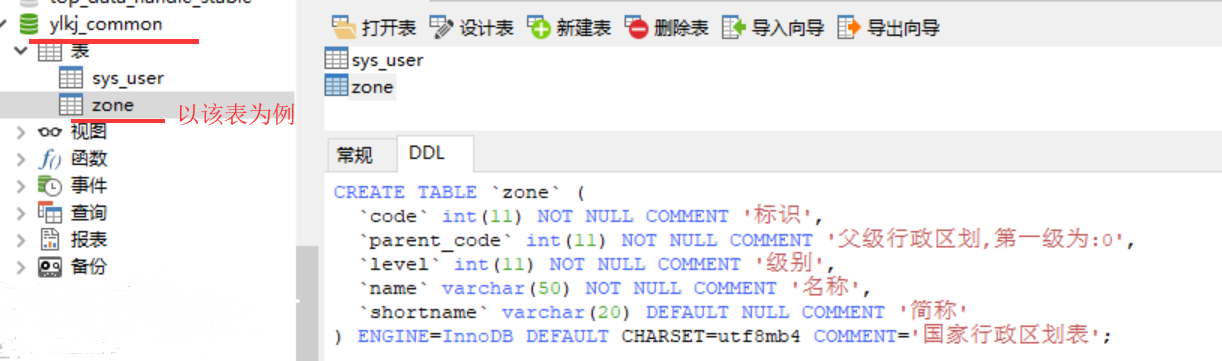 top_data_handle_stable
ylkj_common
表
sys_user
zone
以该表为例
视图
f()
函数
事件
查询
报表
备份
打开表 设计表 新建表 删除表 导入向导 导出向导
sys_user
zone
常规 DDL
CREATE TABLE `zone` (
`code` int(11) NOT NULL COMMENT '标识',
`parent_code` int(11) NOT NULL COMMENT '父级行政区划,第一级为:0',
`level` int(11) NOT NULL COMMENT '级别',
`name` varchar(50) NOT NULL COMMENT '名称',
`shortname` varchar(20) DEFAULT NULL COMMENT '简称'
) ENGINE=InnoDB DEFAULT CHARSET=utf8mb4 COMMENT='国家行政区划表';